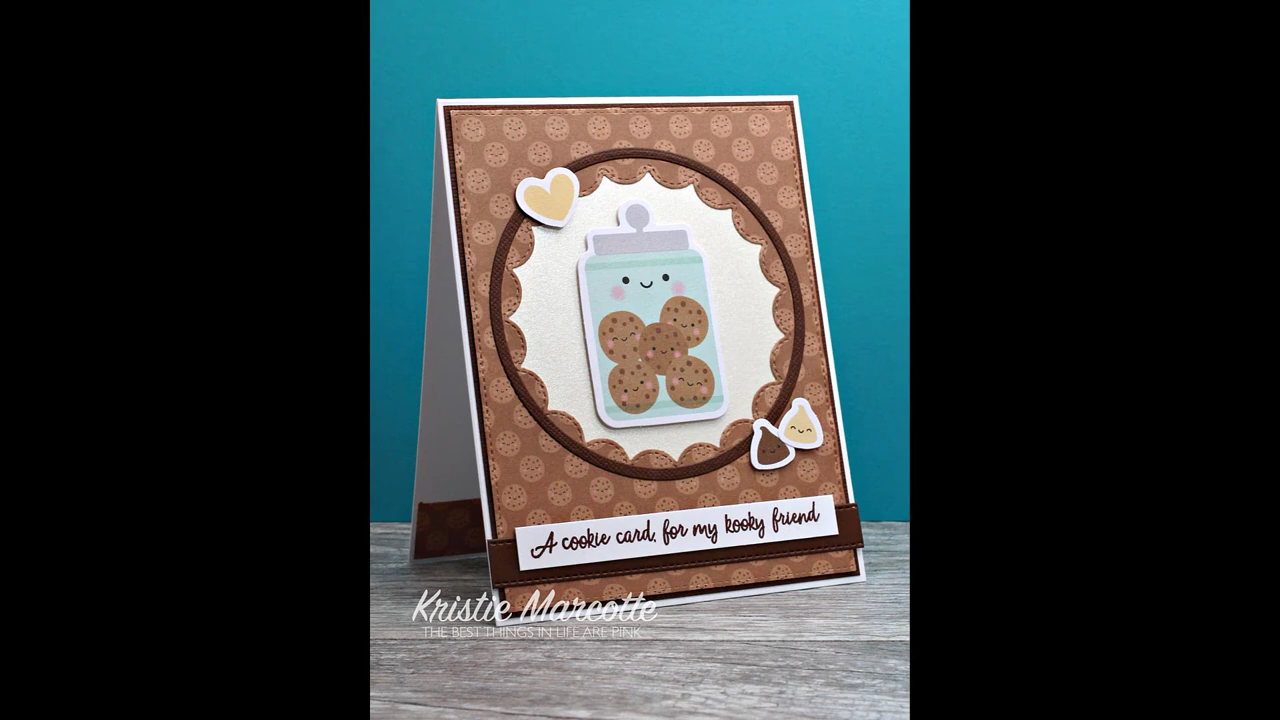 A cookie card, for my kooky friend
Kristie Marcotte
THE BEST THINGS IN LIFE ARE PINK